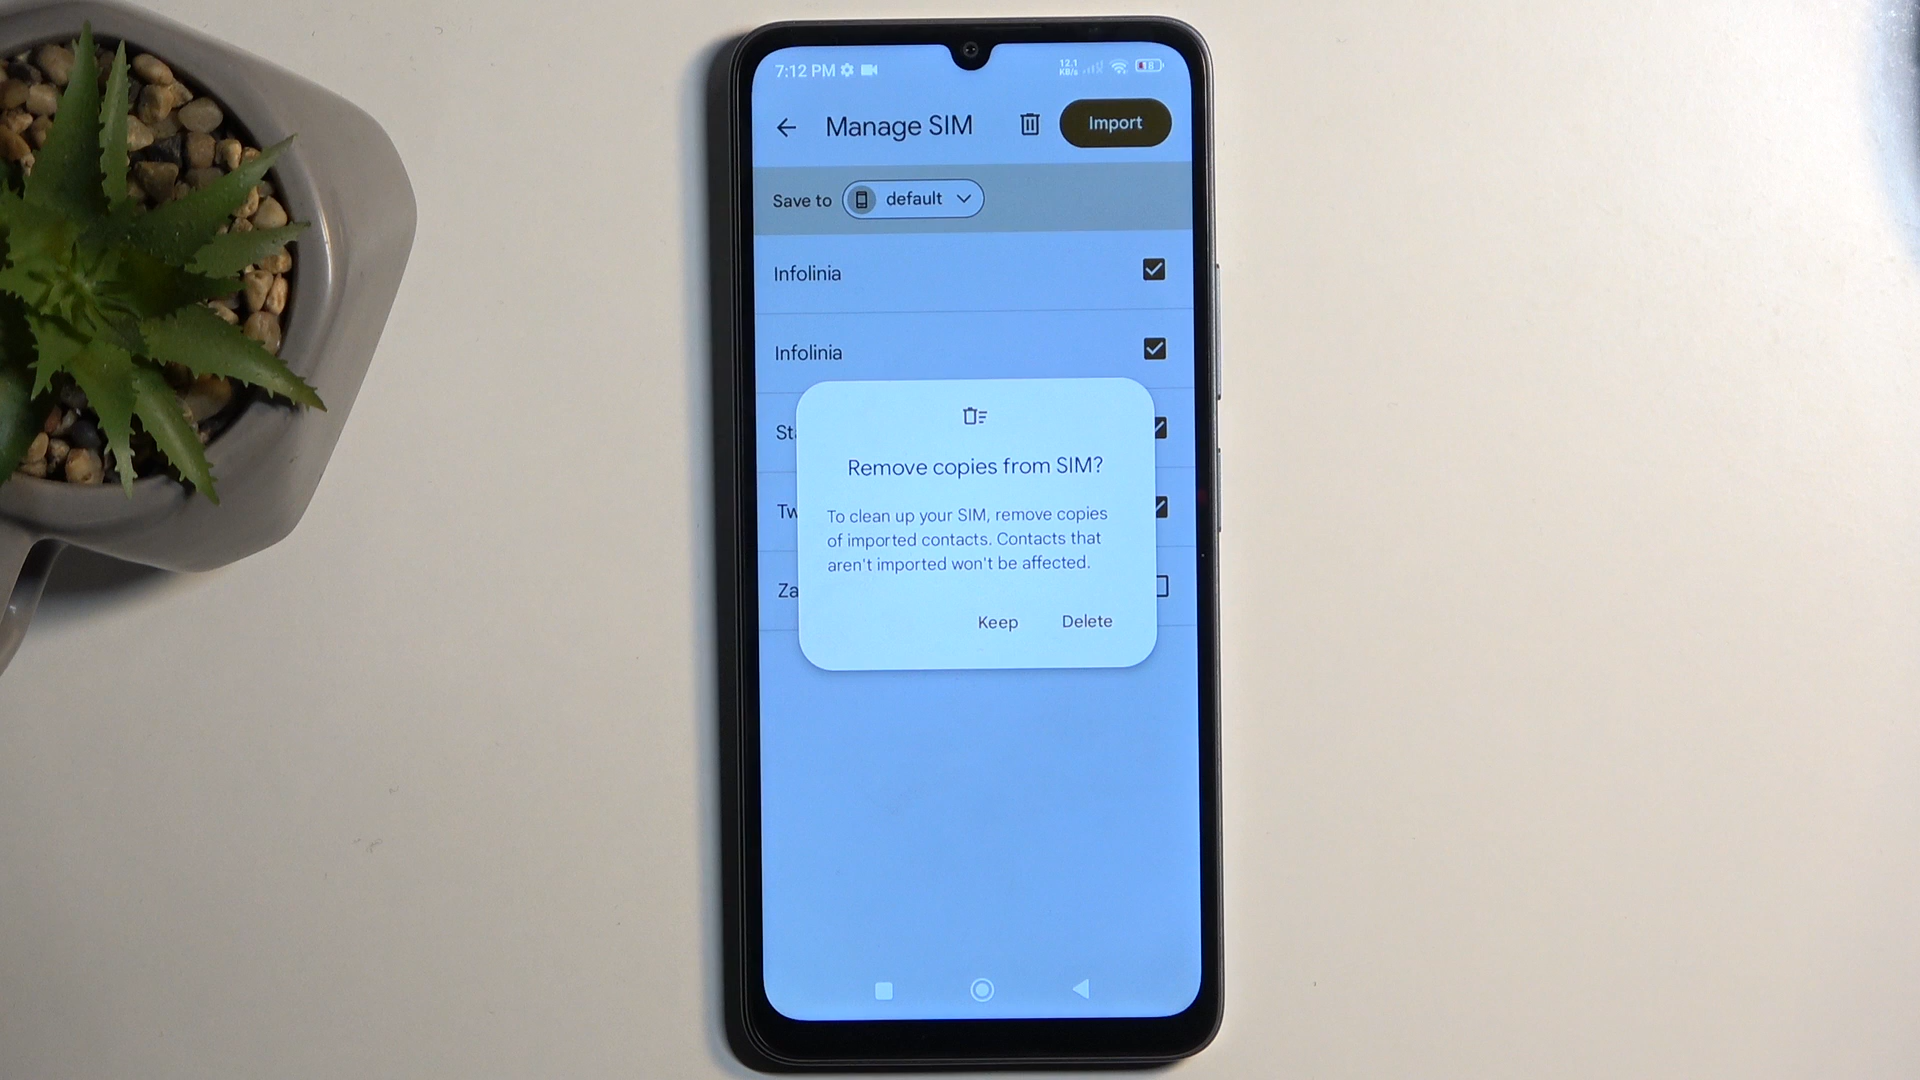 7:12 PM
12.1
KB/s
8
Manage SIM
Import
Save to
default
Infolinia
Infolinia
St
Tw
Za
Remove copies from SIM?
To clean up your SIM, remove copies
of imported contacts. Contacts that
aren't imported won't be affected.
Keep
Delete